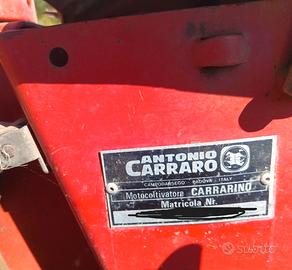 ANTONIO
CARRARO
CAMPODARSEGO - PADOVA - ITALY
Motocoltivatore CARRARINO
Matricola Nr.
SUBITO